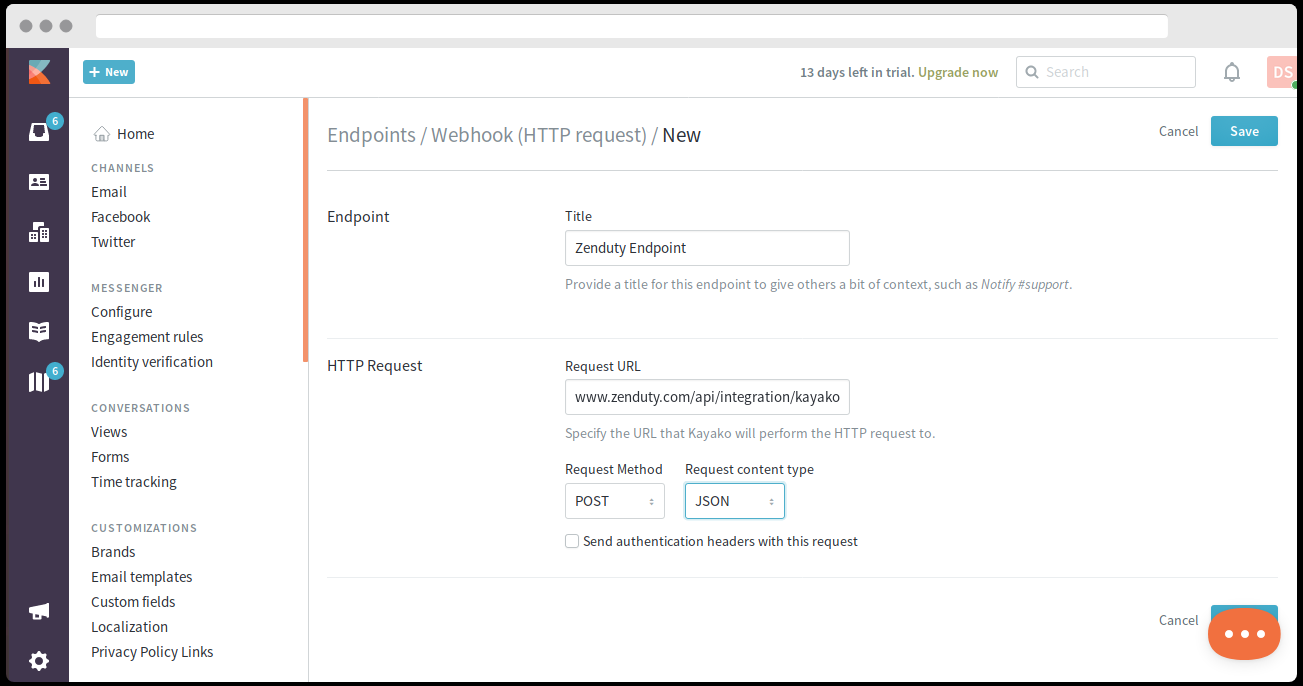 + New
13 days left in trial. Upgrade now
Search
DS
6
6
Home
CHANNELS
Email
Facebook
Twitter
MESSENGER
Configure
Engagement rules
Identity verification
CONVERSATIONS
Views
Forms
Time tracking
CUSTOMIZATIONS
Brands
Email templates
Custom fields
Localization
Privacy Policy Links
Endpoints / Webhook (HTTP request) / New
Cancel
Save
Endpoint
Title
Zenduty Endpoint
Provide a title for this endpoint to give others a bit of context, such as Notify #support.
HTTP Request
Request URL
www.zenduty.com/api/integration/kayako
Specify the URL that Kayako will perform the HTTP request to.
Request Method
Request content type
POST
JSON
Send authentication headers with this request
Cancel